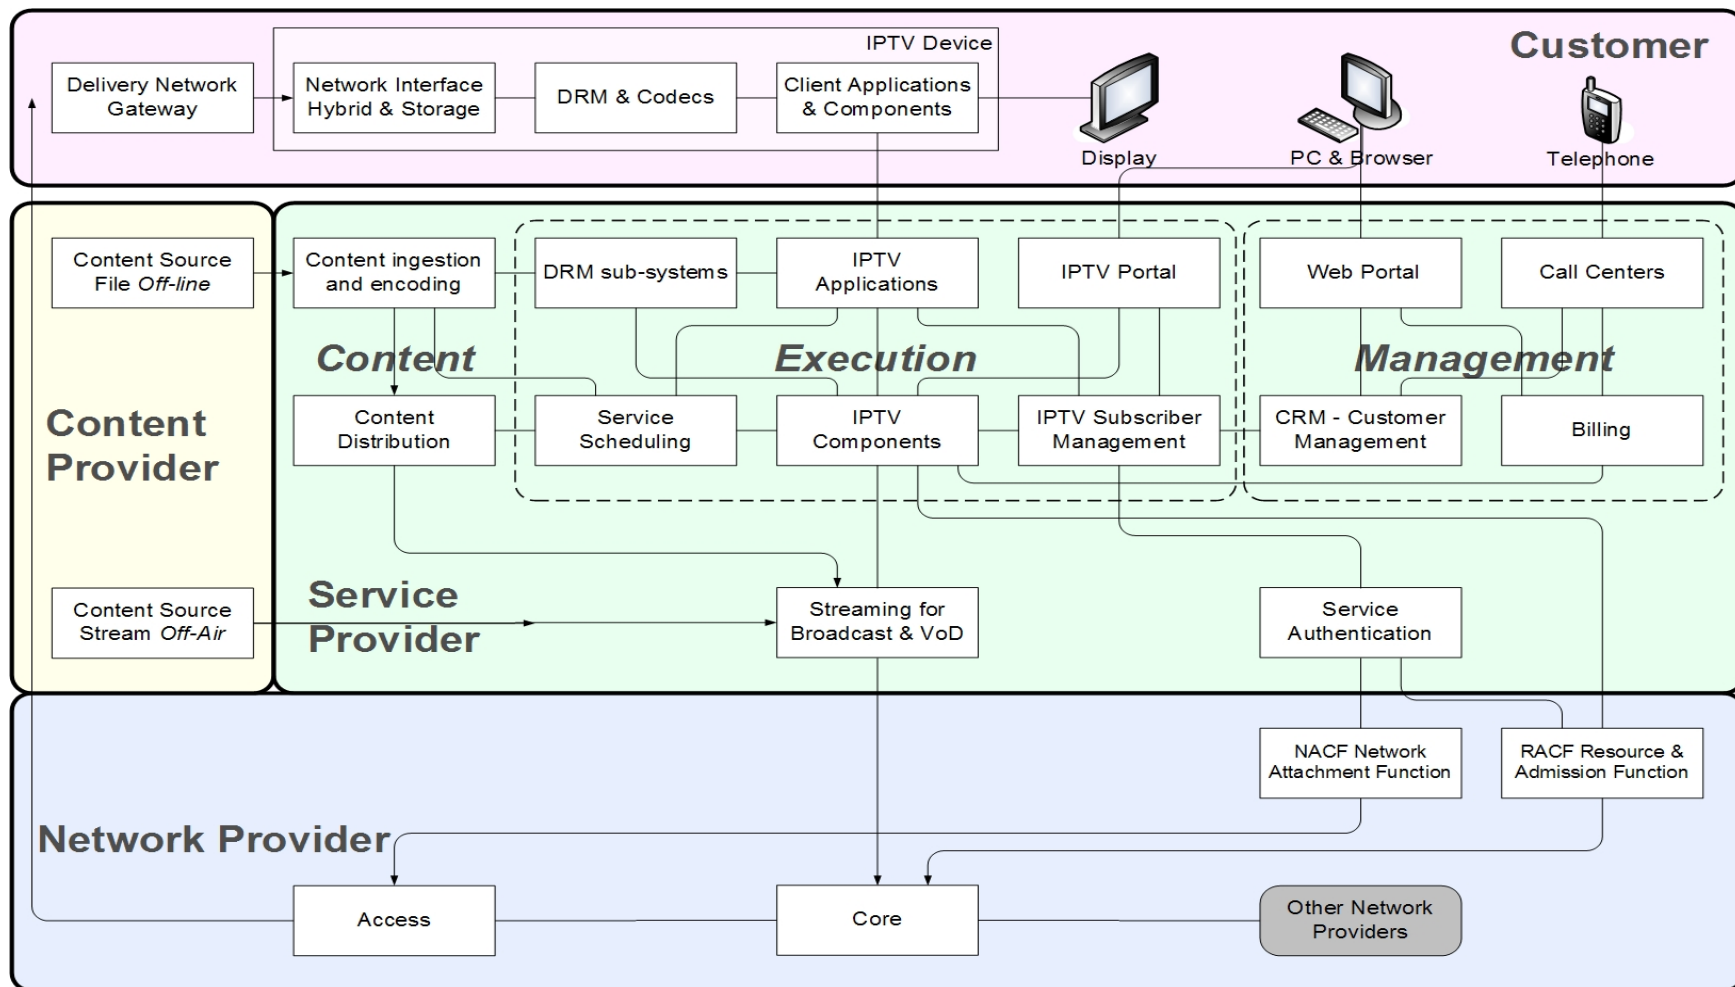 IPTV Device
Customer
Delivery Network
Gateway
Network Interface
Hybrid & Storage
DRM & Codecs
Client Applications
& Components
Display
PC & Browser
Telephone
Content Source
File Off-line
Content ingestion
and encoding
DRM sub-systems
IPTV
Applications
IPTV Portal
Web Portal
Call Centers
Content
Execution
Management
Content
Provider
Content
Distribution
Service
Scheduling
IPTV
Components
IPTV Subscriber
Management
CRM - Customer
Management
Billing
Content Source
Stream Off-Air
Service
Provider
Streaming for
Broadcast & VoD
Service
Authentication
NACF Network
Attachment Function
RACF Resource &
Admission Function
Network Provider
Access
Core
Other Network
Providers